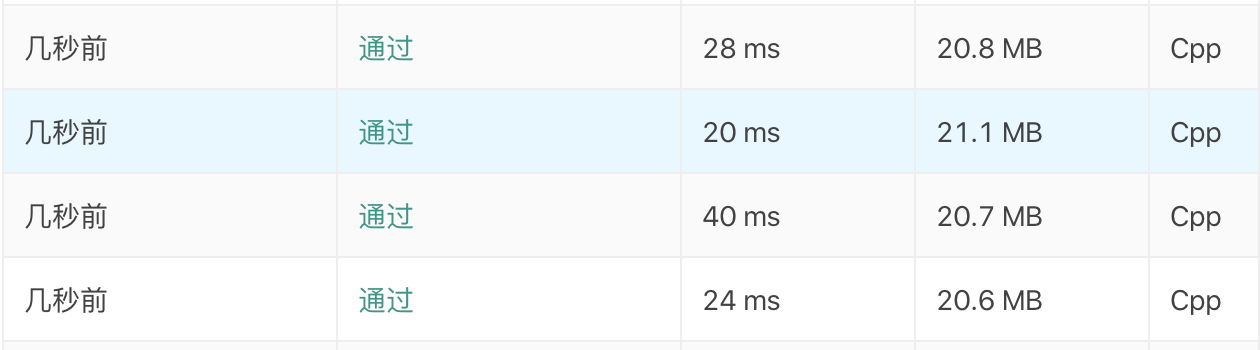 几秒前 通过 28 ms 20.8 MB Cpp
几秒前 通过 20 ms 21.1 MB Cpp
几秒前 通过 40 ms 20.7 MB Cpp
几秒前 通过 24 ms 20.6 MB Cpp